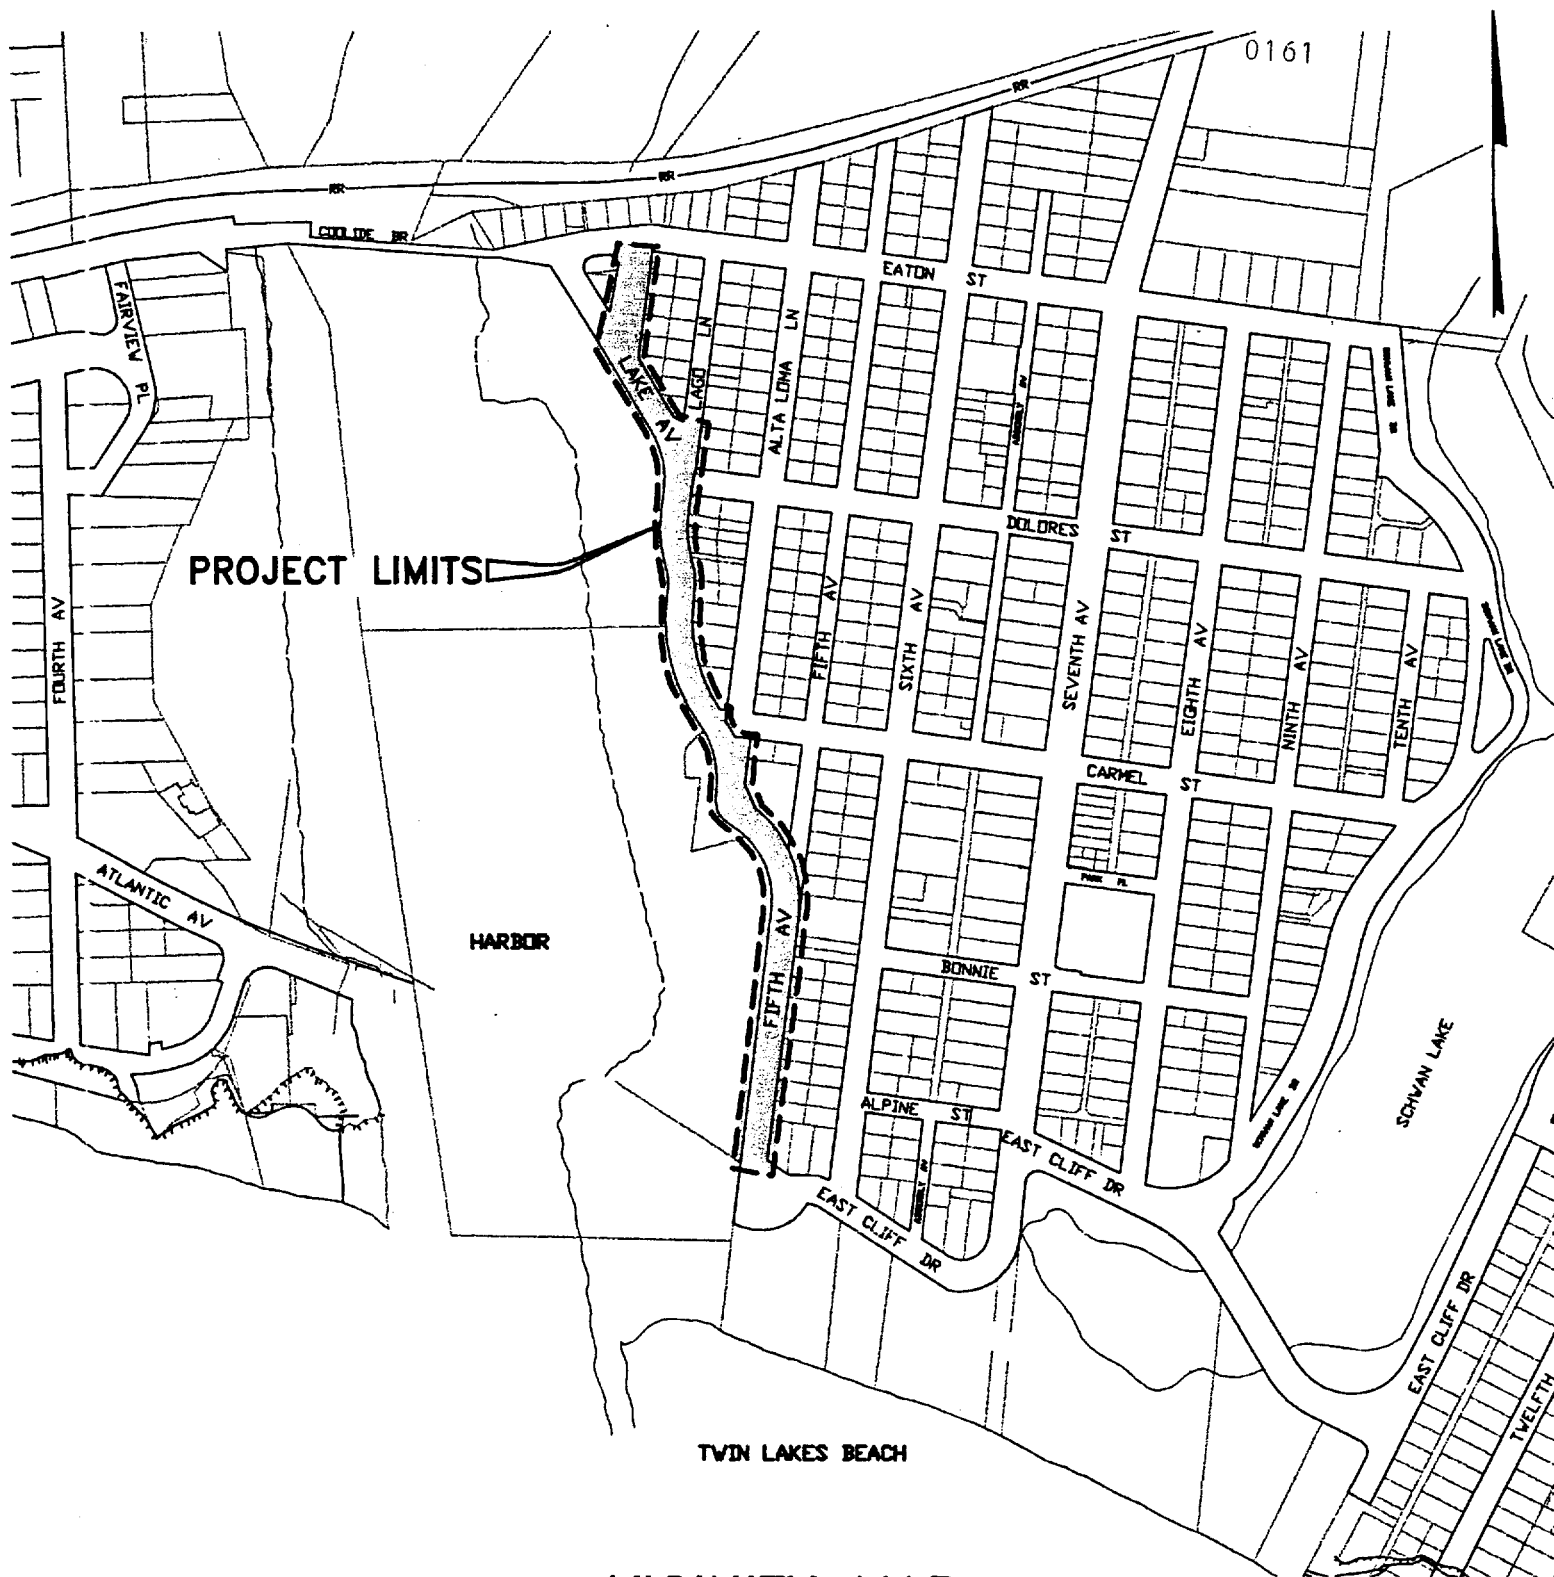 0161
RR
RR
RR
COOLIDE DR
EATON ST
FAIRVIEW PL
LAKE AV
LAGO LN
ALTA LOMA LN
DOLORES ST
PROJECT LIMITS
FOURTH AV
FIFTH AV
SIXTH AV
SEVENTH AV
EIGHTH AV
NINTH AV
TENTH AV
CARMEL ST
PARK PL
ATLANTIC AV
HARBOR
FIFTH AV
BONNIE ST
SCHWAN LAKE
ALPINE ST
EAST CLIFF DR
EAST CLIFF DR
EAST CLIFF DR
TWELFTH
TWIN LAKES BEACH